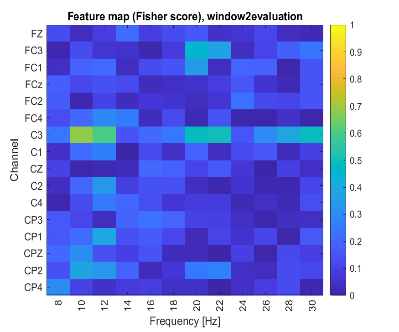 Feature map (Fisher score), window2evaluation
FZ
FC3
FC1
FCz
FC2
FC4
C3
C1
CZ
C2
C4
CP3
CP1
CPZ
CP2
CP4
Channel
8 10 12 14 16 18 20 22 24 26 28 30
Frequency [Hz]
1
0.9
0.8
0.7
0.6
0.5
0.4
0.3
0.2
0.1
0